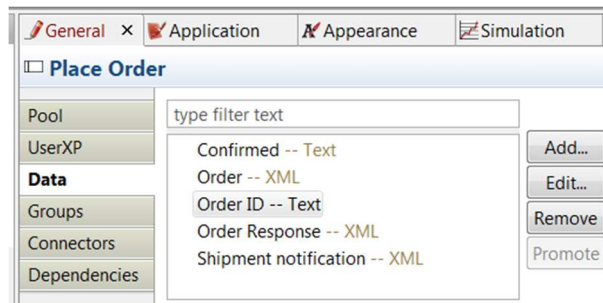 General Application Appearance Simulation
Place Order
Pool
type filter text
UserXP
Data
Groups
Connectors
Dependencies
Confirmed -- Text
Order -- XML
Order ID -- Text
Order Response -- XML
Shipment notification -- XML
Add...
Edit...
Remove
Promote